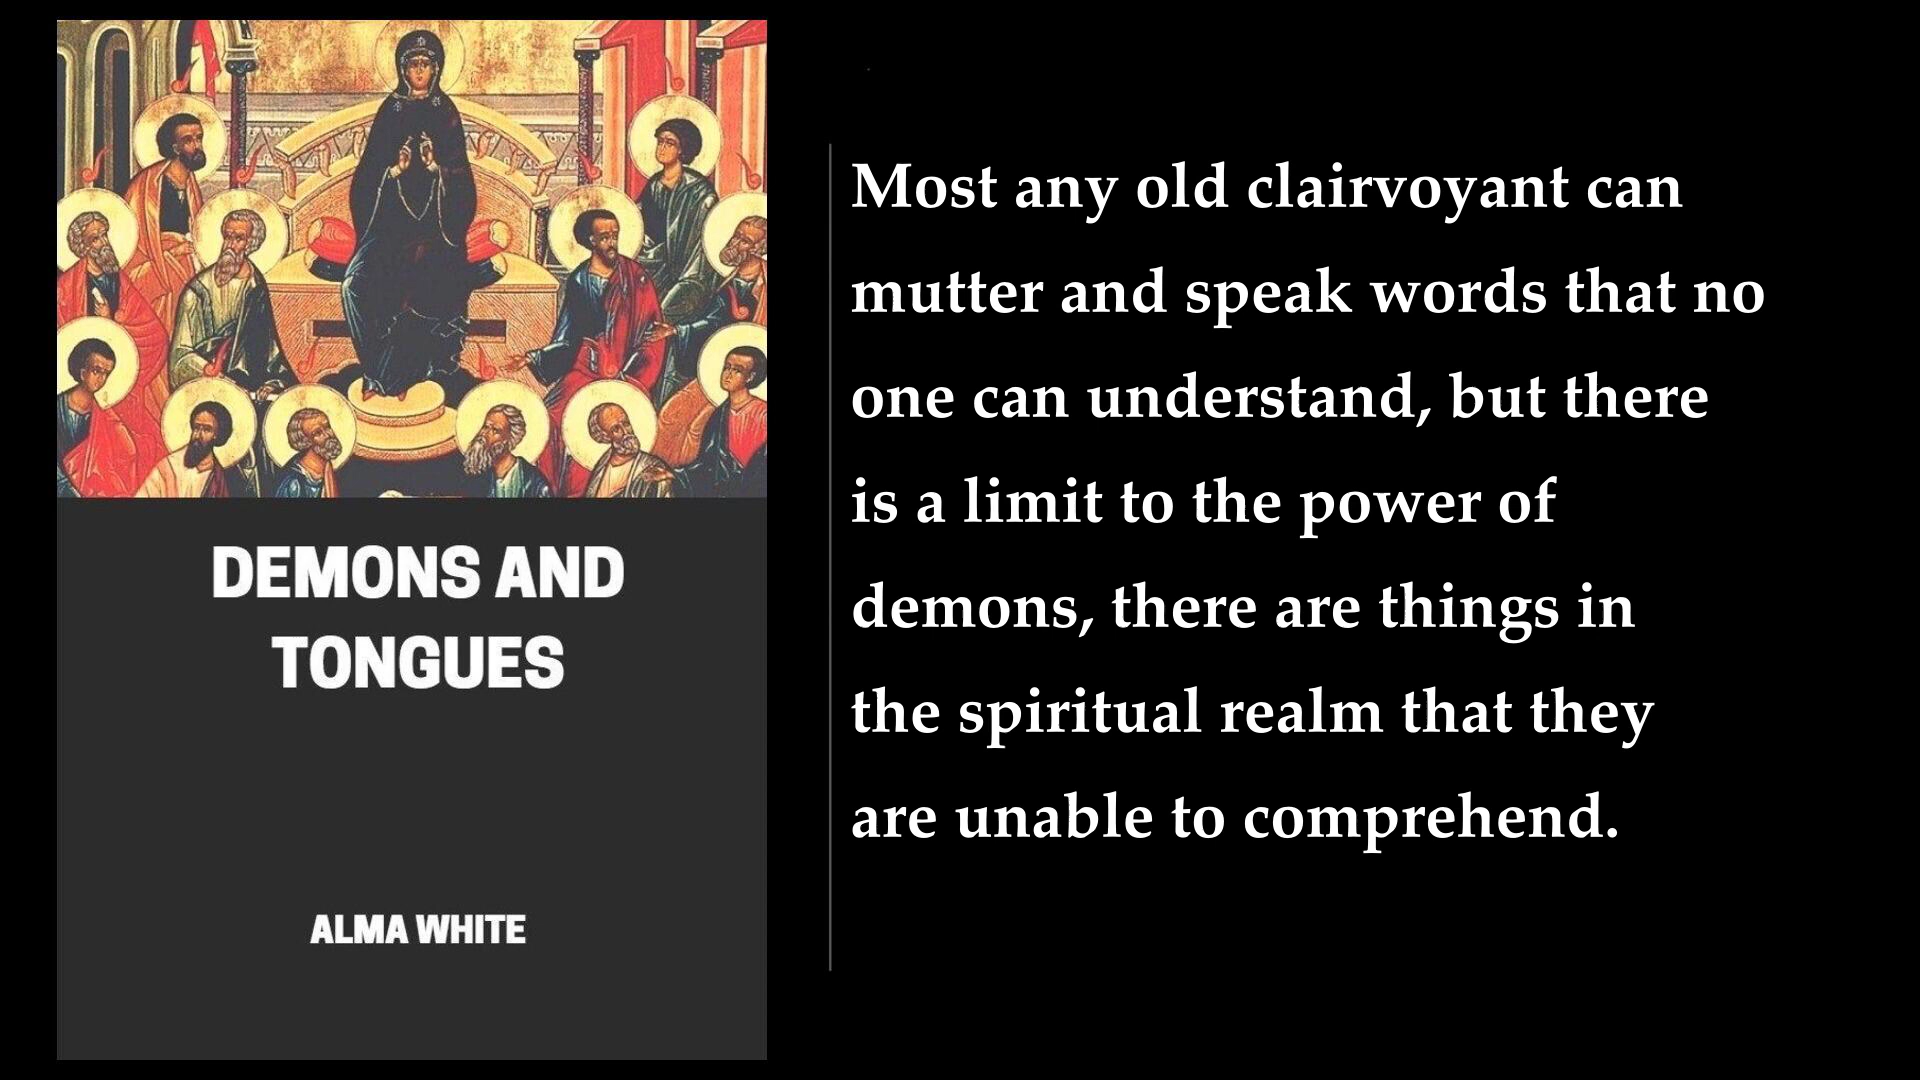 DEMONS AND
TONGUES
ALMA WHITE
Most any old clairvoyant can
mutter and speak words that no
one can understand, but there
is a limit to the power of
demons, there are things in
the spiritual realm that they
are unable to comprehend.